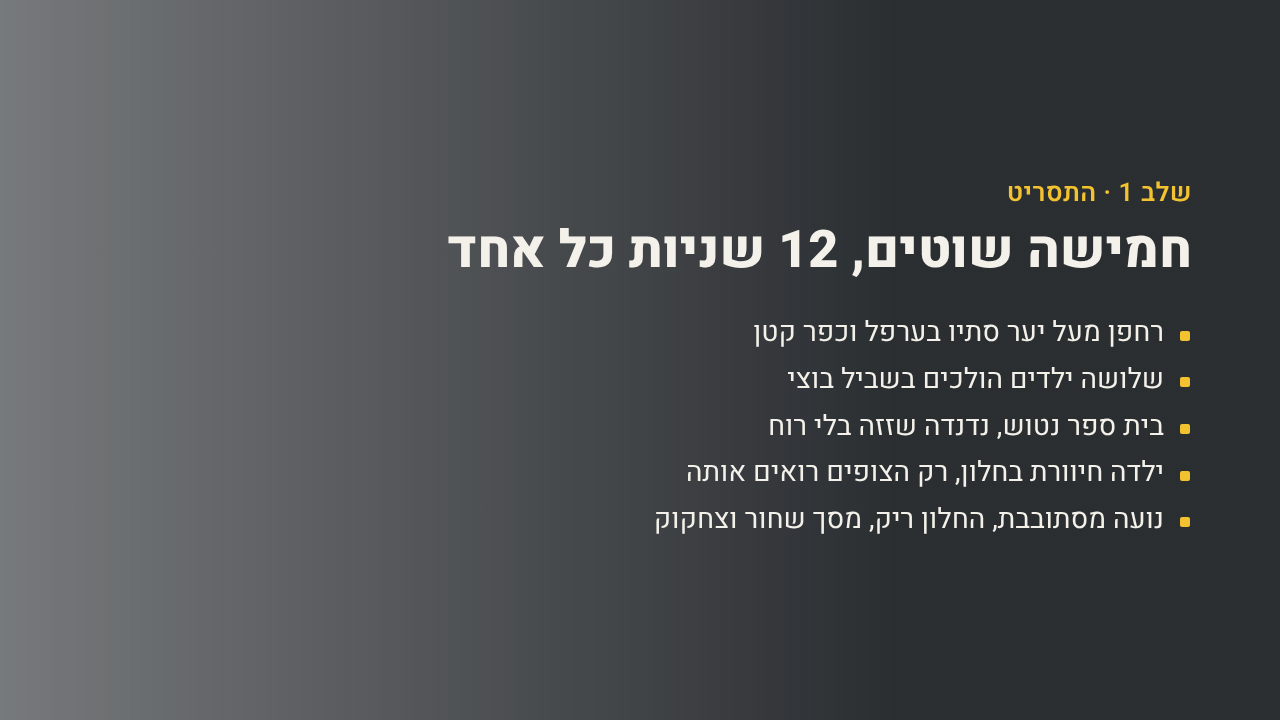 שלב 1 · התסריט
חמישה שוטים, 12 שניות כל אחד
רחפן מעל יער סתיו בערפל וכפר קטן
שלושה ילדים הולכים בשביל בוצי
בית ספר נטוש, נדנדה שזזה בלי רוח
ילדה חיוורת בחלון, רק הצופים רואים אותה
נועה מסתובבת, החלון ריק, מסך שחור וצחקוק